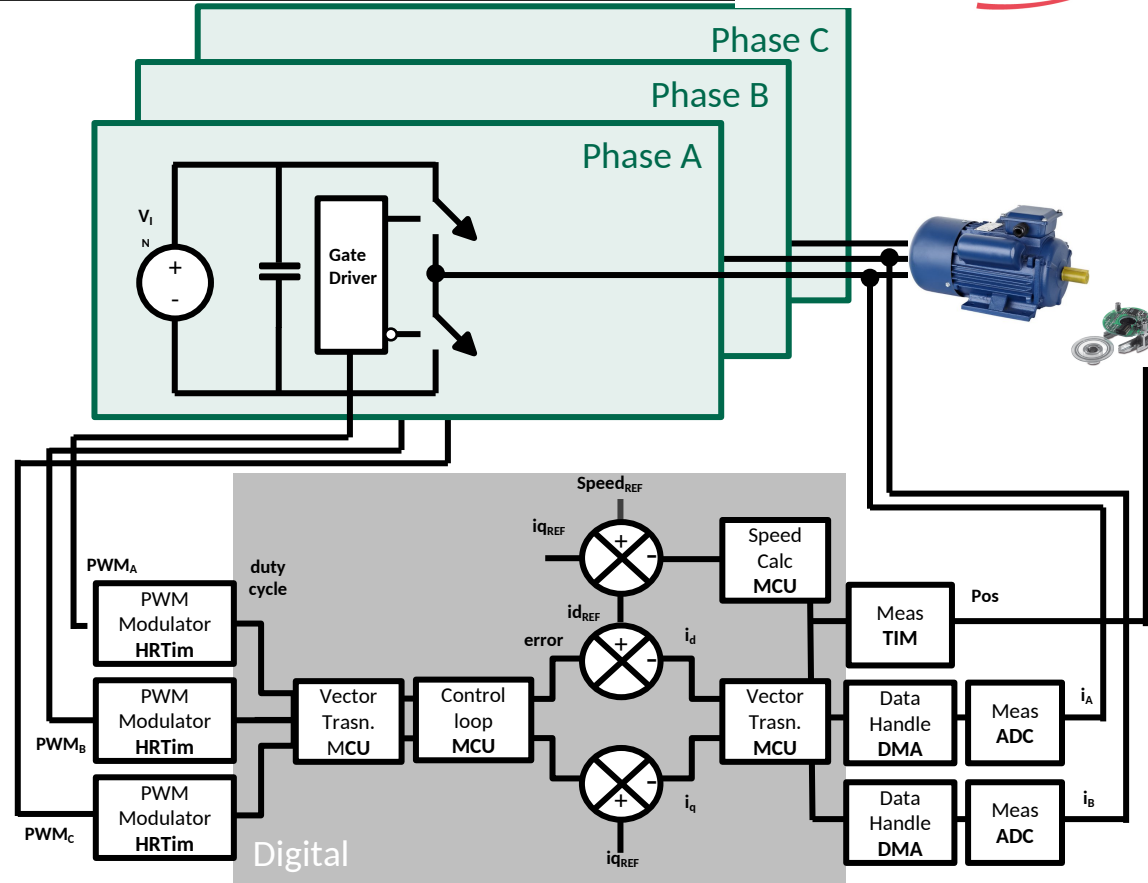 Phase C
Phase B
Phase A
V_I
N
+
-
Gate
Driver
Speed_REF
iq_REF
+
-
Speed
Calc
MCU
PWM_A
duty
cycle
PWM
Modulator
HRTim
id_REF
error
+
-
i_d
Meas
TIM
Pos
PWM
Modulator
HRTim
PWM_B
Vector
Trasn.
MCU
Control
loop
MCU
Vector
Trasn.
MCU
Data
Handle
DMA
Meas
ADC
i_A
-
+
i_q
iq_REF
PWM
Modulator
HRTim
PWM_C
Data
Handle
DMA
Meas
ADC
i_B
Digital